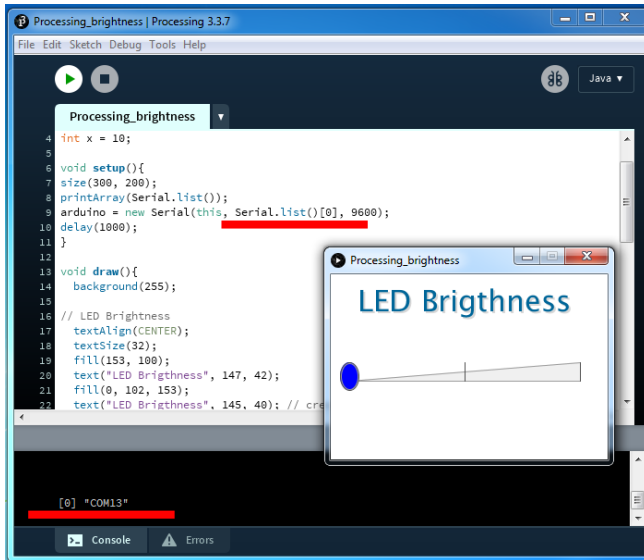 Processing_brightness | Processing 3.3.7
File Edit Sketch Debug Tools Help
Java ▼
Processing_brightness ▼
4 int x = 10;
5
6 void setup(){
7 size(300, 200);
8 printArray(Serial.list());
9 arduino = new Serial(this, Serial.list()[0], 9600);
10 delay(1000);
11 }
12
13 void draw(){
14 background(255);
15
16 // LED Brightness
17 textAlign(CENTER);
18 textSize(32);
19 fill(153, 100);
20 text("LED Brigthness", 147, 42);
21 fill(0, 102, 153);
22 text("LED Brigthness", 145, 40); // cre
Processing_brightness
LED Brigthness
[0] "COM13"
Console
Errors